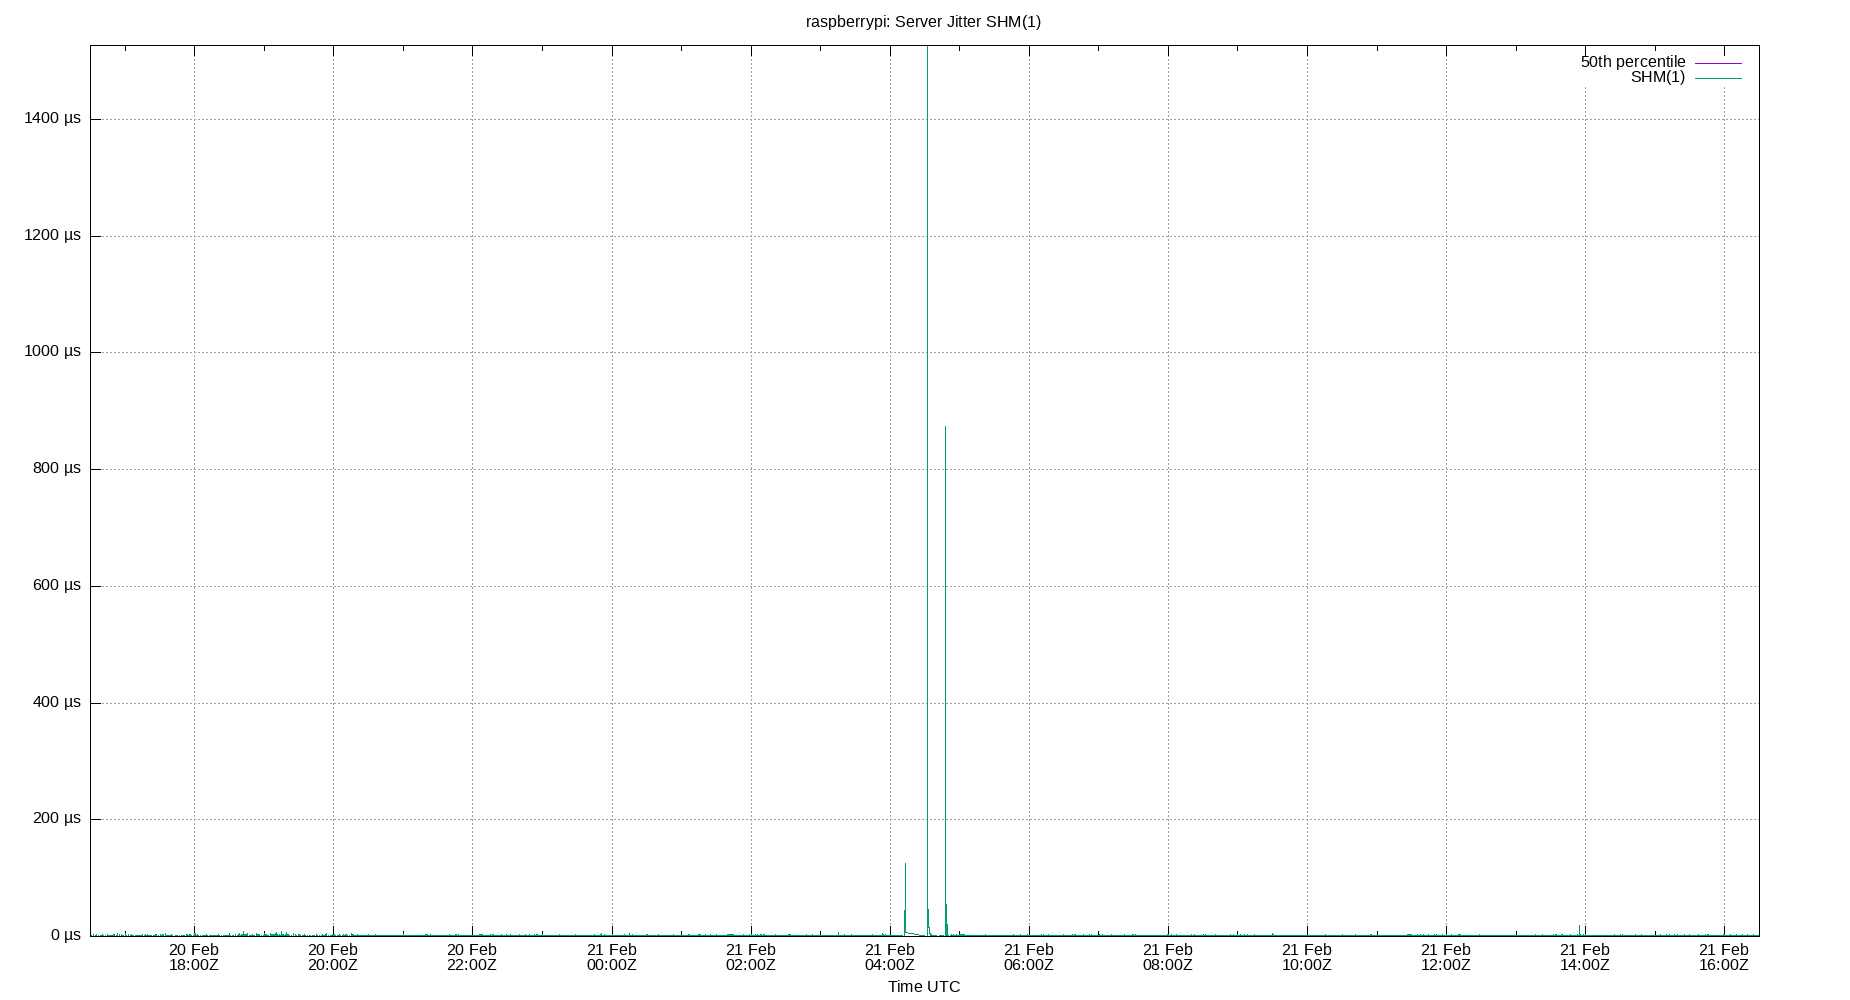 raspberrypi: Server Jitter SHM(1)
50th percentile
SHM(1)
1400 µs
1200 µs
1000 µs
800 µs
600 µs
400 µs
200 µs
0 µs
20 Feb 20 Feb 20 Feb 21 Feb 21 Feb 21 Feb 21 Feb 21 Feb 21 Feb 21 Feb 21 Feb 21 Feb
18:00Z 20:00Z 22:00Z 00:00Z 02:00Z 04:00Z 06:00Z 08:00Z 10:00Z 12:00Z 14:00Z 16:00Z
Time UTC